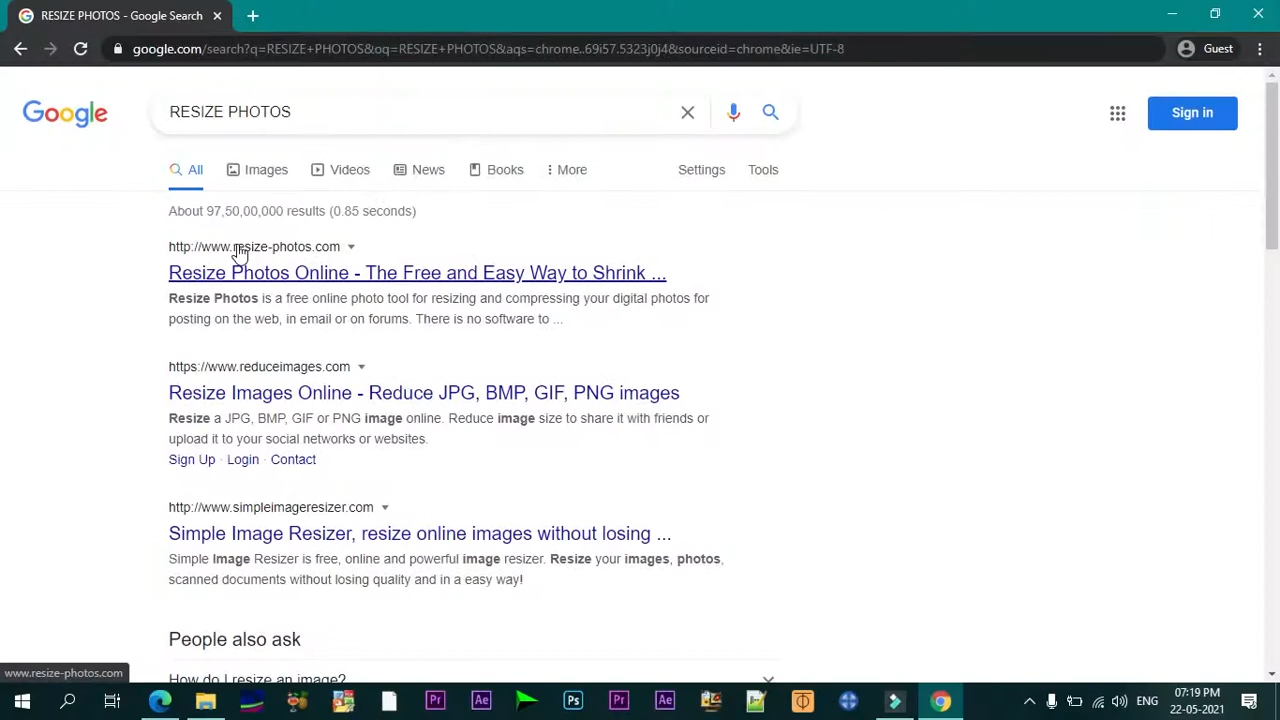 RESIZE PHOTOS - Google Search
google.com/search?q=RESIZE+PHOTOS&oq=RESIZE+PHOTOS&aqs=chrome..69i57.5323j0j4&sourceid=chrome&ie=UTF-8
Guest
Google
RESIZE PHOTOS
Sign in
All
Images
Videos
News
Books
More
Settings
Tools
About 97,50,00,000 results (0.85 seconds)
http://www.resize-photos.com
Resize Photos Online - The Free and Easy Way to Shrink ...
Resize Photos is a free online photo tool for resizing and compressing your digital photos for
posting on the web, in email or on forums. There is no software to ...
https://www.reduceimages.com
Resize Images Online - Reduce JPG, BMP, GIF, PNG images
Resize a JPG, BMP, GIF or PNG image online. Reduce image size to share it with friends or
upload it to your social networks or websites.
Sign Up · Login · Contact
http://www.simpleimageresizer.com
Simple Image Resizer, resize online images without losing ...
Simple Image Resizer is free, online and powerful image resizer. Resize your images, photos,
scanned documents without losing quality and in a easy way!
People also ask
How do I resize an image?
www.resize-photos.com
Pr
Ae
Ps
Pr
Ae
ENG
07:19 PM
22-05-2021